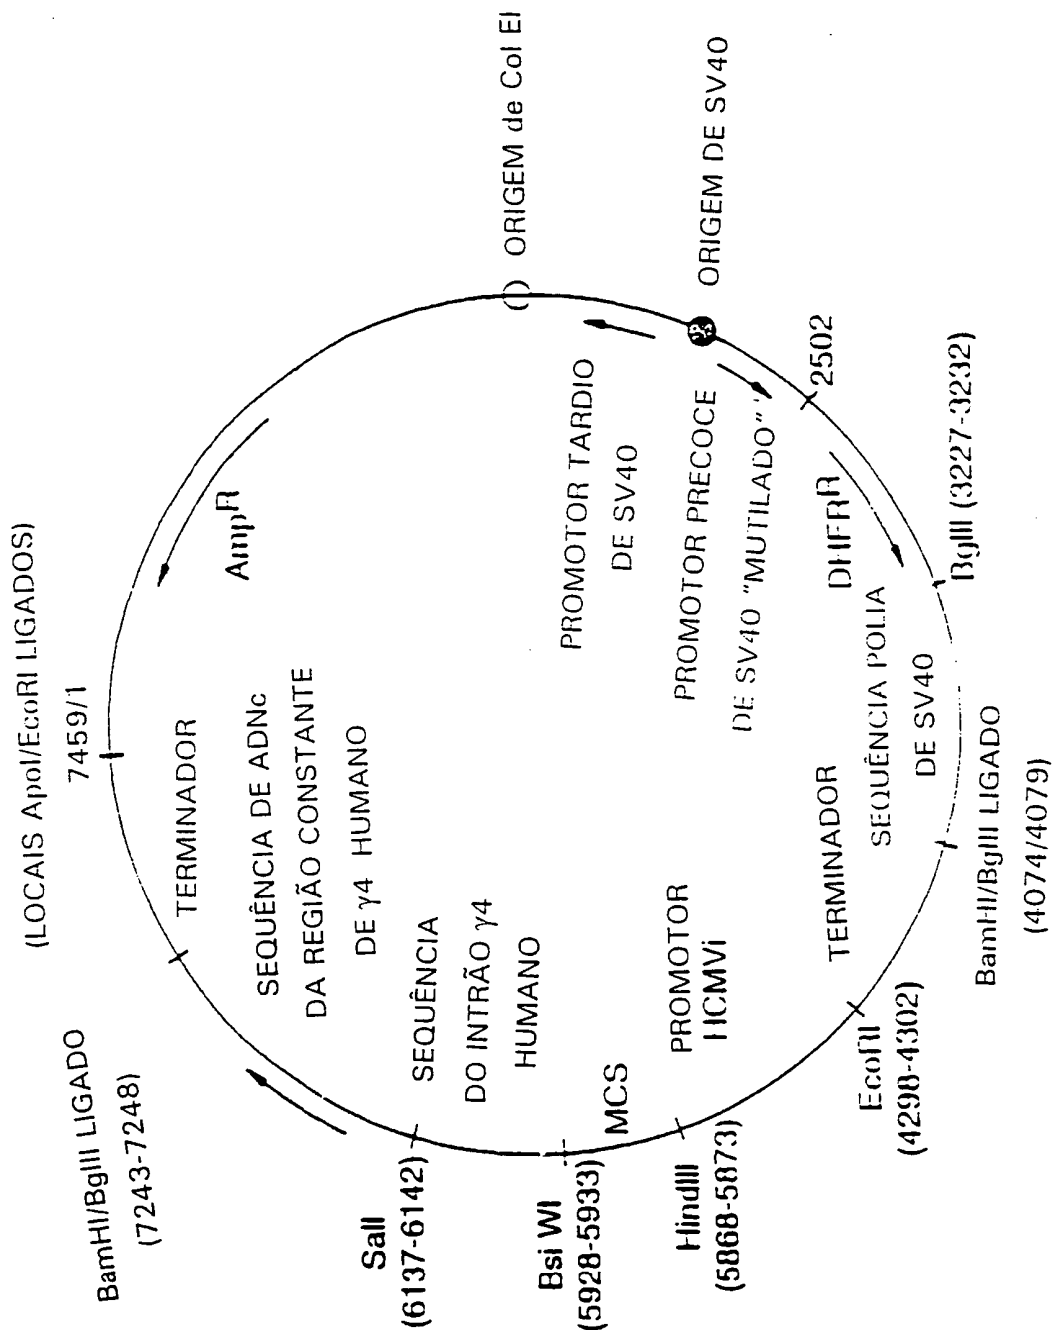 (LOCAIS ApoI/EcoRI LIGADOS)
7459/1
BamHI/BglII LIGADO
(7243-7248)
TERMINADOR
AmpR
ORIGEM de Col EI
SEQUÊNCIA DE ADNc
DA REGIÃO CONSTANTE
DE γ4 HUMANO
SalI
(6137-6142)
SEQUÊNCIA
DO INTRÃO γ4
HUMANO
PROMOTOR TARDIO
DE SV40
ORIGEM DE SV40
Bsi WI
(5928-5933)
MCS
PROMOTOR PRECOCE
DE SV40 "MUTILADO"
2502
HindIII
(5868-5873)
PROMOTOR
HCMVi
DHFRR
BglII (3227-3232)
TERMINADOR
SEQUÊNCIA POLIA
DE SV40
EcoRI
(4298-4302)
BamHI/BglII LIGADO
(4074/4079)